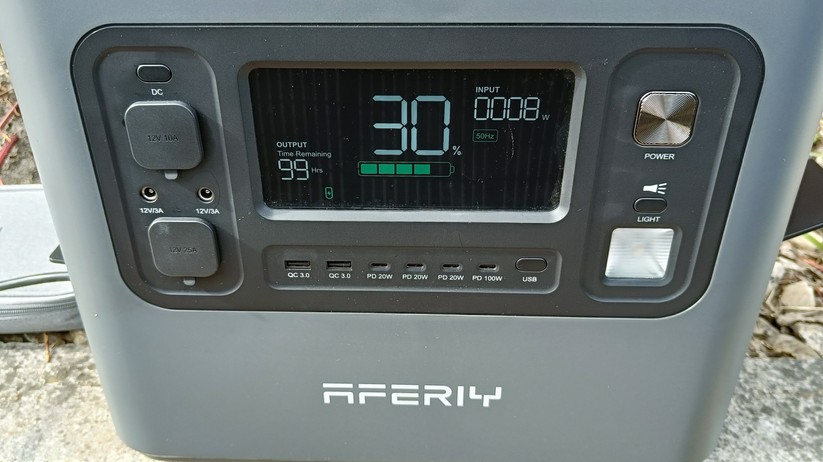 DC
12V 10A
12V/3A
12V/3A
12V 25A
OUTPUT
Time Remaining
99 Hrs
30 %
INPUT
0008 W
50Hz
POWER
LIGHT
QC 3.0
QC 3.0
PD 20W
PD 20W
PD 20W
PD 100W
USB
AFERIY